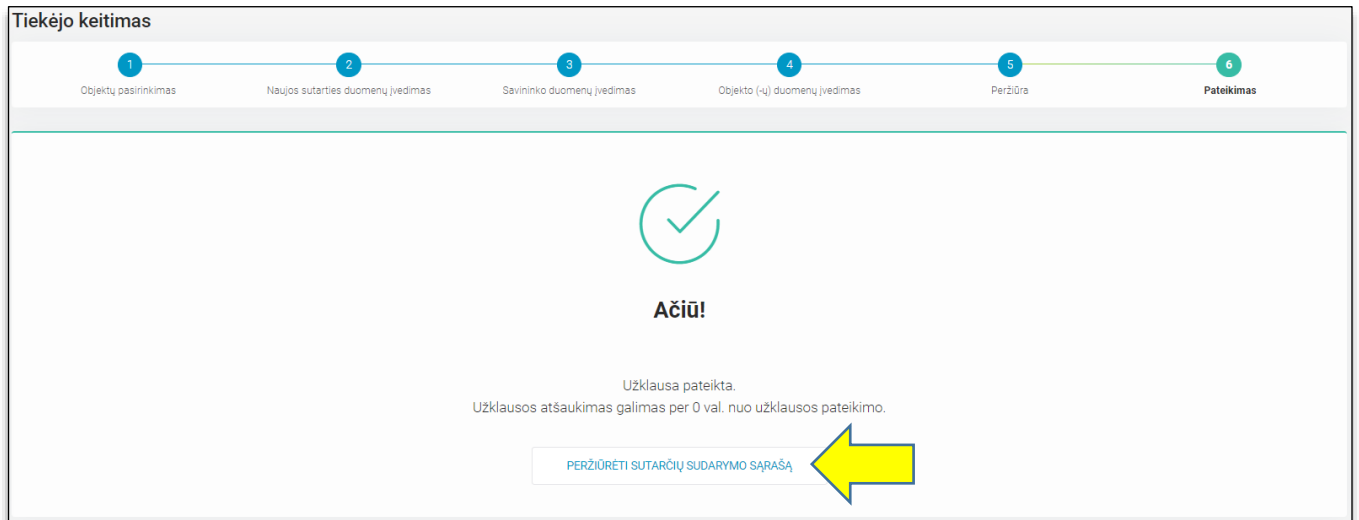 Tiekėjo keitimas
1 2 3 4 5 6
Objektų pasirinkimas Naujos sutarties duomenų įvedimas Savininko duomenų įvedimas Objekto (-ų) duomenų įvedimas Peržiūra Pateikimas
Ačiū!
Užklausa pateikta.
Užklausos atšaukimas galimas per 0 val. nuo užklausos pateikimo.
PERŽIŪRĖTI SUTARČIŲ SUDARYMO SĄRAŠĄ